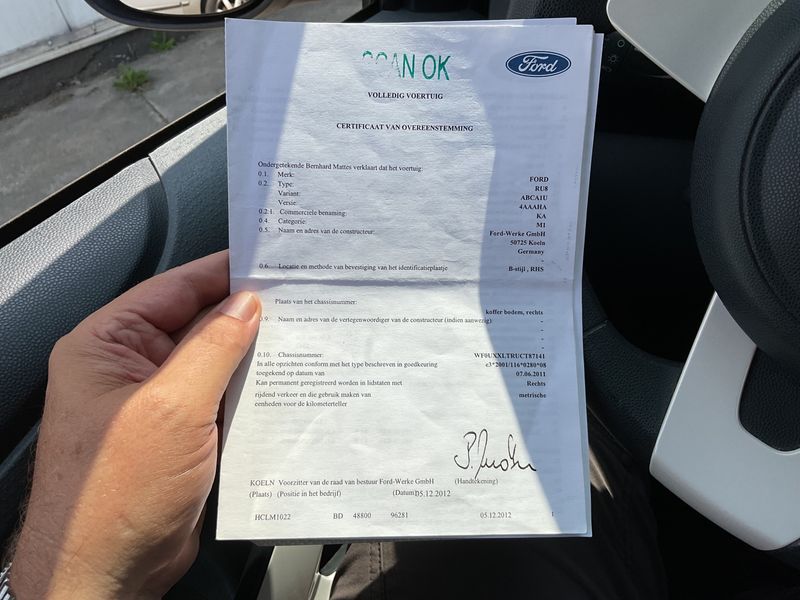 SCAN OK
Ford
VOLLEDIG VOERTUIG
CERTIFICAAT VAN OVEREENSTEMMING
Ondergetekende Bernhard Mattes verklaart dat het voertuig:
0.1. Merk: FORD
0.2. Type: RU8
Variant: ABCA1U
Versie: 4AAAHA
0.2.1. Commerciele benaming: KA
0.4. Categorie: M1
0.5. Naam en adres van de constructeur: Ford-Werke GmbH
50725 Koeln
Germany
-
0.6. Locatie en methode van bevestiging van het identificatieplaatje B-stijl , RHS
Plaats van het chassisnummer:
koffer bodem, rechts
0.9. Naam en adres van de vertegenwoordiger van de constructeur (indien aanwezig) -
-
-
-
0.10. Chassisnummer: WF0UXXLTRUCT87141
In alle opzichten conform met het type beschreven in goedkeuring e3*2001/116*0280*08
toegekend op datum van 07.06.2011
Kan permanent geregistreerd worden in lidstaten met Rechts
rijdend verkeer en die gebruik maken van metrische
eenheden voor de kilometerteller
KOELN Voorzitter van de raad van bestuur Ford-Werke GmbH (Handtekening)
(Plaats) (Positie in het bedrijf) (Datum) 05.12.2012
HCLM1022 BD 48800 96281 05.12.2012 1